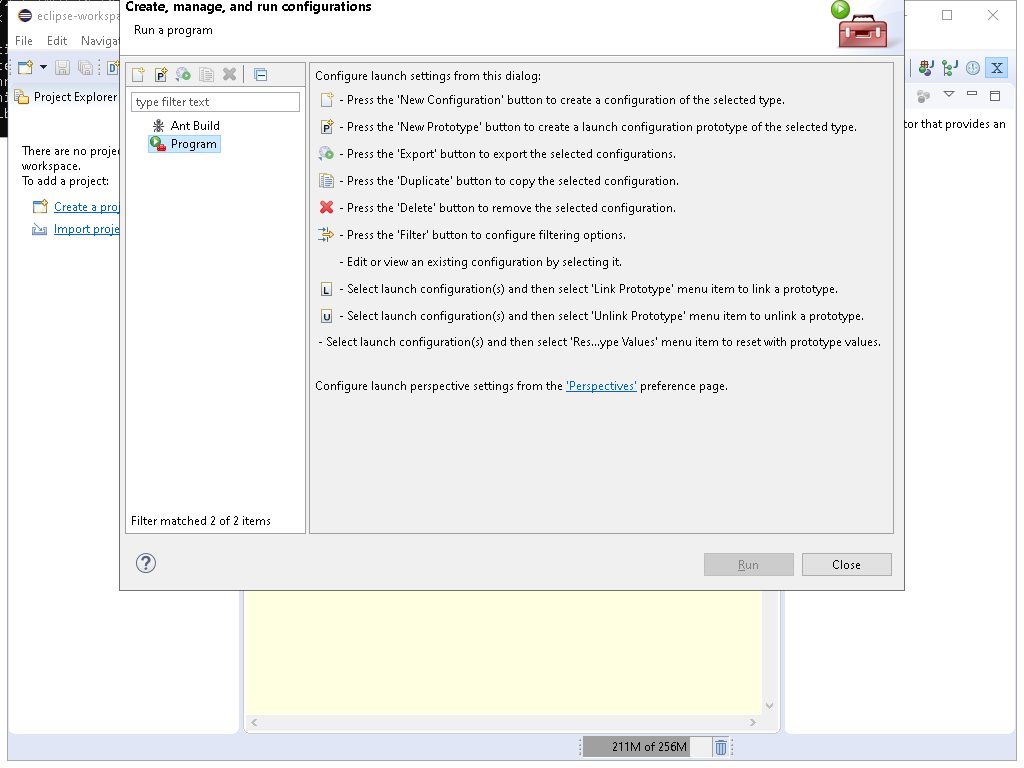 Create, manage, and run configurations
eclipse-workspa
Run a program
File Edit Navigat
Project Explorer
type filter text
Ant Build
Program
Filter matched 2 of 2 items
Configure launch settings from this dialog:
- Press the 'New Configuration' button to create a configuration of the selected type.
- Press the 'New Prototype' button to create a launch configuration prototype of the selected type.
- Press the 'Export' button to export the selected configurations.
- Press the 'Duplicate' button to copy the selected configuration.
- Press the 'Delete' button to remove the selected configuration.
- Press the 'Filter' button to configure filtering options.
- Edit or view an existing configuration by selecting it.
- Select launch configuration(s) and then select 'Link Prototype' menu item to link a prototype.
- Select launch configuration(s) and then select 'Unlink Prototype' menu item to unlink a prototype.
- Select launch configuration(s) and then select 'Res...ype Values' menu item to reset with prototype values.
Configure launch perspective settings from the 'Perspectives' preference page.
Run
Close
There are no projec
workspace.
To add a project:
Create a proj
Import proje
tor that provides an
211M of 256M